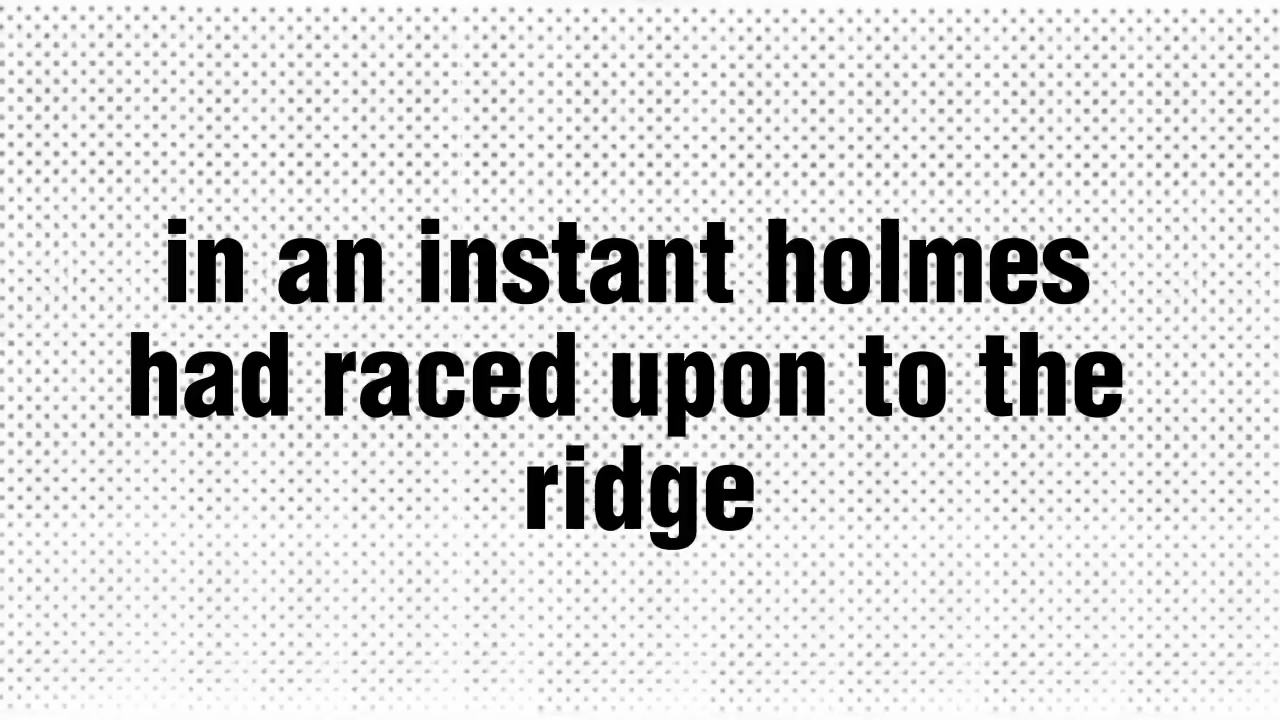 in an instant holmes
had raced upon to the
ridge